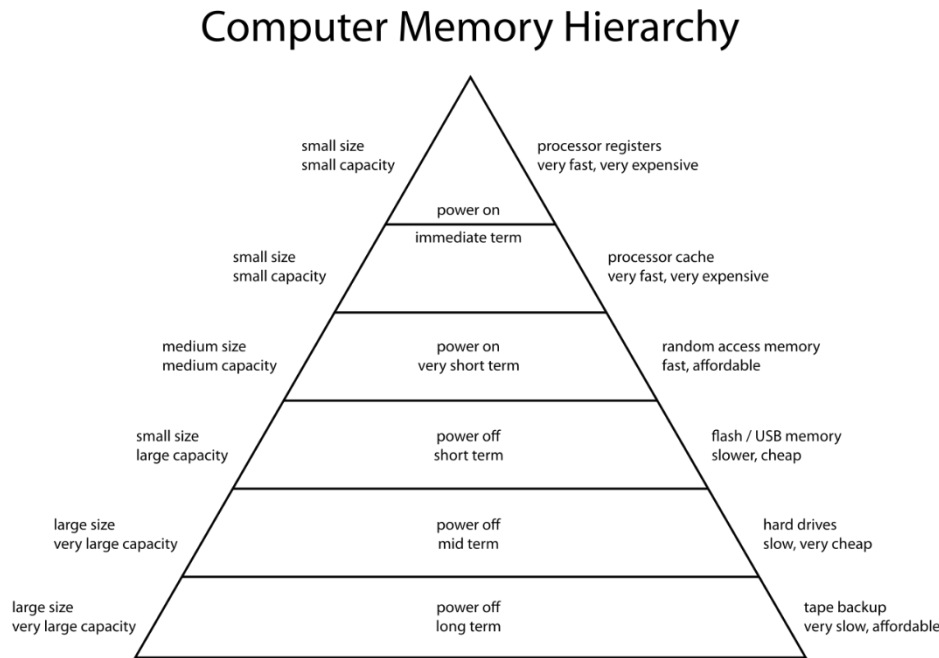 Computer Memory Hierarchy
small size
small capacity
processor registers
very fast, very expensive
power on
immediate term
small size
small capacity
processor cache
very fast, very expensive
medium size
medium capacity
power on
very short term
random access memory
fast, affordable
small size
large capacity
power off
short term
flash / USB memory
slower, cheap
large size
very large capacity
power off
mid term
hard drives
slow, very cheap
large size
very large capacity
power off
long term
tape backup
very slow, affordable